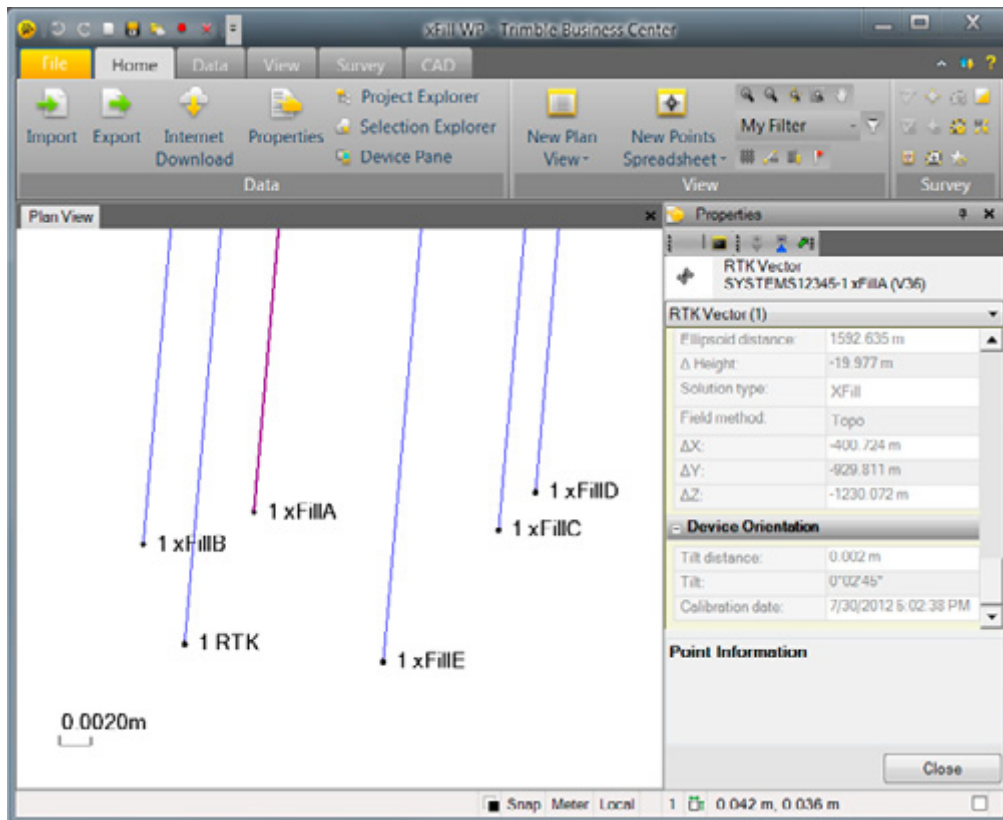 xFill WP - Trimble Business Center
File Home Data View Survey CAD
Import Export Internet Download Properties
Project Explorer
Selection Explorer
Device Pane
New Plan View
New Points Spreadsheet
My Filter
Data View Survey
Plan View
Properties
RTK Vector
SYSTEMS12345-1 xFillA (V36)
RTK Vector (1)
Ellipsoid distance: 1592.635 m
Δ Height: -19.977 m
Solution type: XFill
Field method: Topo
ΔX: -400.724 m
ΔY: -929.811 m
ΔZ: -1230.072 m
Device Orientation
Tilt distance: 0.002 m
Tilt: 0°02'45"
Calibration date: 7/30/2012 5:02:38 PM
Point Information
Close
1 xFillD
1 xFillA
1 xFillC
1 xFillB
1 RTK
1 xFillE
0.0020m
Snap Meter Local 1 0.042 m, 0.036 m